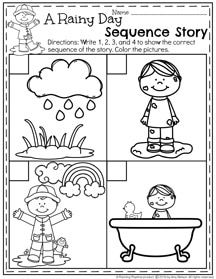 Name
A Rainy Day
Sequence Story
Directions: Write 1, 2, 3, and 4 to show the correct
sequence of the story. Color the pictures.